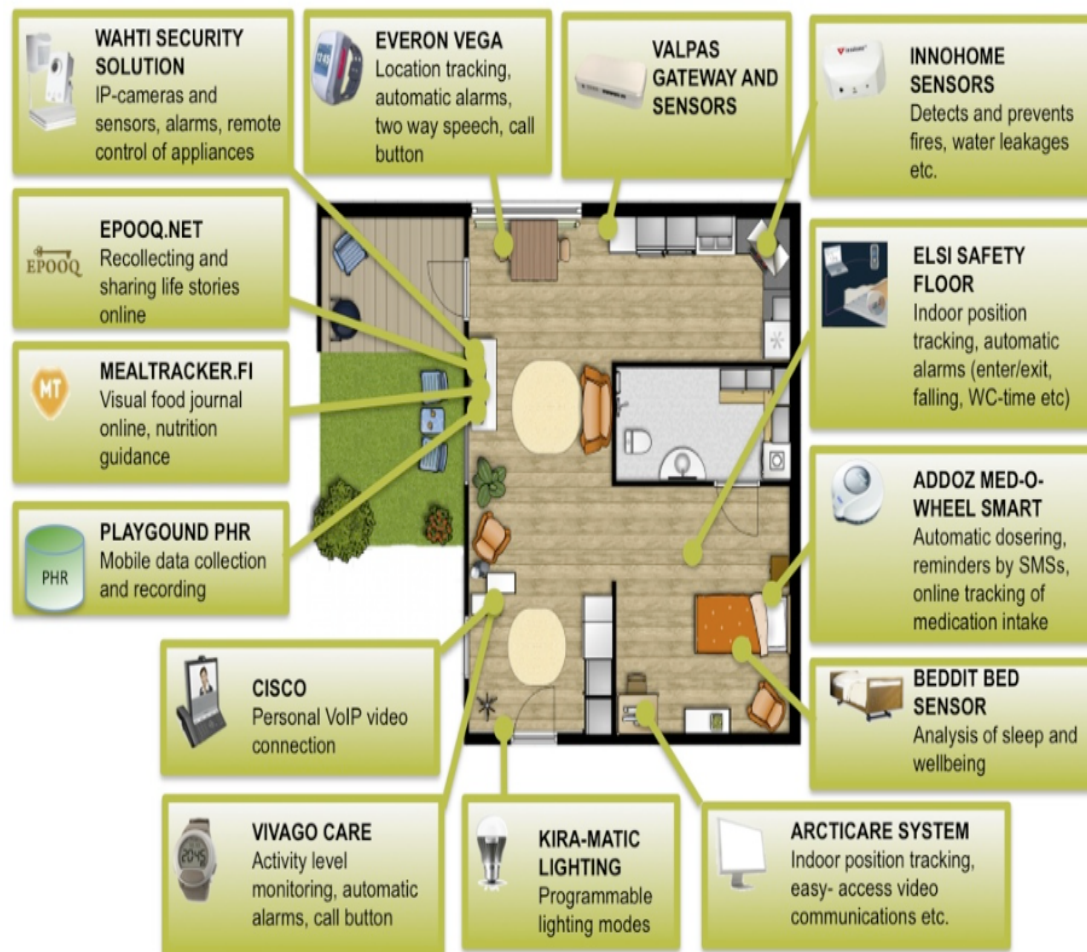 WAHTI SECURITY
SOLUTION
IP-cameras and
sensors, alarms, remote
control of appliances
EVERON VEGA
Location tracking,
automatic alarms,
two way speech, call
button
VALPAS
GATEWAY AND
SENSORS
INNOHOME
SENSORS
Detects and prevents
fires, water leakages
etc.
EPOOQ
EPOOQ.NET
Recollecting and
sharing life stories
online
ELSI SAFETY
FLOOR
Indoor position
tracking, automatic
alarms (enter/exit,
falling, WC-time etc)
MT
MEALTRACKER.FI
Visual food journal
online, nutrition
guidance
ADDOZ MED-O-
WHEEL SMART
Automatic dosering,
reminders by SMSs,
online tracking of
medication intake
PHR
PLAYGOUND PHR
Mobile data collection
and recording
CISCO
Personal VoIP video
connection
BEDDIT BED
SENSOR
Analysis of sleep and
wellbeing
20:45
VIVAGO CARE
Activity level
monitoring, automatic
alarms, call button
KIRA-MATIC
LIGHTING
Programmable
lighting modes
ARCTICARE SYSTEM
Indoor position tracking,
easy- access video
communications etc.